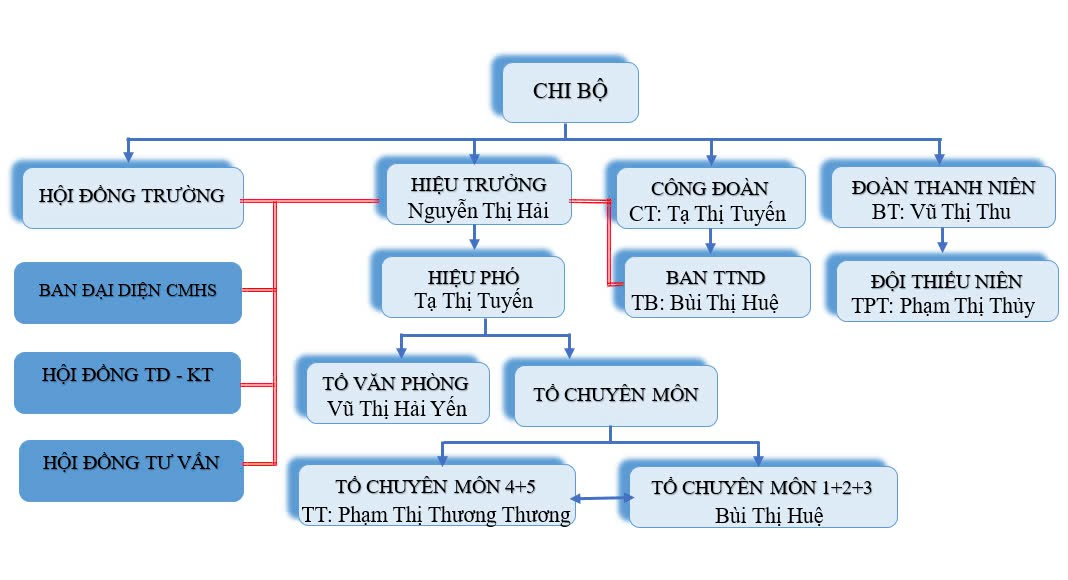 CHI BỘ
HỘI ĐỒNG TRƯỜNG
HIỆU TRƯỞNG
Nguyễn Thị Hải
CÔNG ĐOÀN
CT: Tạ Thị Tuyến
ĐOÀN THANH NIÊN
BT: Vũ Thị Thu
BAN ĐẠI DIỆN CMHS
HIỆU PHÓ
Tạ Thị Tuyến
BAN TTND
TB: Bùi Thị Huệ
ĐỘI THIẾU NIÊN
TPT: Phạm Thị Thủy
HỘI ĐỒNG TD - KT
TỔ VĂN PHÒNG
Vũ Thị Hải Yến
TỔ CHUYÊN MÔN
HỘI ĐỒNG TƯ VẤN
TỔ CHUYÊN MÔN 4+5
TT: Phạm Thị Thương Thương
TỔ CHUYÊN MÔN 1+2+3
Bùi Thị Huệ